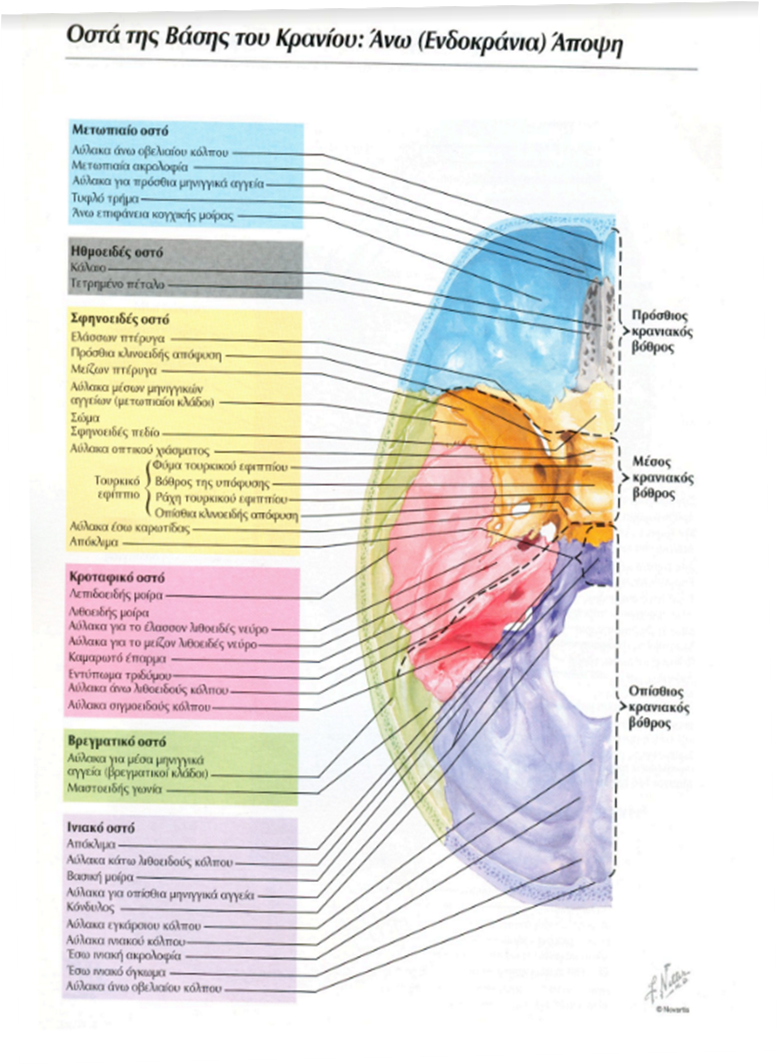 Οστά της Βάσης του Κρανίου: Άνω (Ενδοκράνια) Άποψη
Μετωπιαίο οστό
Αύλακα άνω οβελιαίου κόλπου
Μετωπιαία ακρολοφία
Αύλακα για πρόσθια μηνιγγικά αγγεία
Τυφλό τρήμα
Άνω επιφάνεια κογχικής μοίρας
Ηθμοειδές οστό
Κάλαιο
Τετρημένο πέταλο
Σφηνοειδές οστό
Ελάσσων πτέρυγα
Πρόσθια κλινοειδής απόφυση
Μείζων πτέρυγα
Αύλακα μέσων μηνιγγικών
αγγείων (μετωπιαίοι κλάδοι)
Σώμα
Σφηνοειδές πεδίο
Αύλακα οπτικού χιάσματος
Τουρκικό
εφίππιο
Φύμα τουρκικού εφιππίου
Βόθρος της υπόφυσης
Ράχη τουρκικού εφιππίου
Οπίσθια κλινοειδής απόφυση
Αύλακα έσω καρωτίδας
Απόκλιμα
Κροταφικό οστό
Λεπιδοειδής μοίρα
Λιθοειδής μοίρα
Αύλακα για το έλασσον λιθοειδές νεύρο
Αύλακα για το μείζον λιθοειδές νεύρο
Καμαρωτό έπαρμα
Εντύπωμα τριδύμου
Αύλακα άνω λιθοειδούς κόλπου
Αύλακα σιγμοειδούς κόλπου
Βρεγματικό οστό
Αύλακα για μέσα μηνιγγικά
αγγεία (βρεγματικοί κλάδοι)
Μαστοειδής γωνία
Ινιακό οστό
Απόκλιμα
Αύλακα κάτω λιθοειδούς κόλπου
Βασική μοίρα
Αύλακα για οπίσθια μηνιγγικά αγγεία
Κόνδυλος
Αύλακα εγκάρσιου κόλπου
Αύλακα ινιακού κόλπου
Έσω ινιακή ακρολοφία
Έσω ινιακό όγκωμα
Αύλακα άνω οβελιαίου κόλπου
Πρόσθιος
κρανιακός
βόθρος
Μέσος
κρανιακός
βόθρος
Οπίσθιος
κρανιακός
βόθρος
F. Netter
M.D.
© Novartis